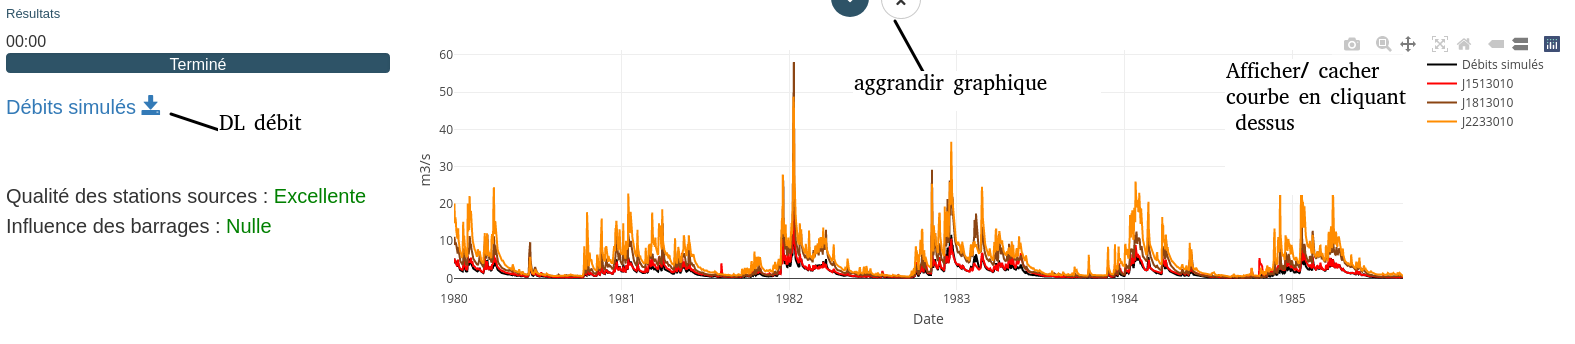 Résultats
00:00
Terminé
Débits simulés
DL débit
Qualité des stations sources : Excellente
Influence des barrages : Nulle
aggrandir graphique
Afficher/ cacher
courbe en cliquant
dessus
Débits simulés
J1513010
J1813010
J2233010
60
50
40
30
20
10
0
m3/s
1980 1981 1982 1983 1984 1985
Date